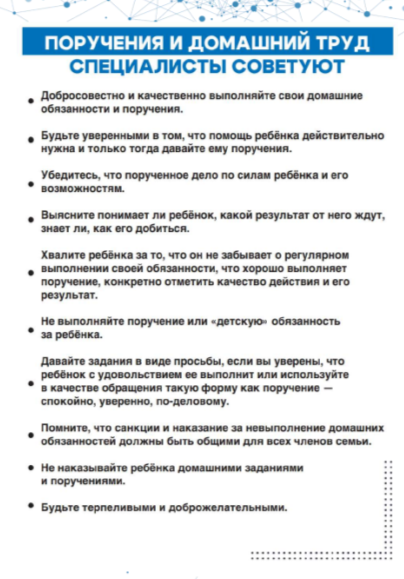 ПОРУЧЕНИЯ И ДОМАШНИЙ ТРУД
СПЕЦИАЛИСТЫ СОВЕТУЮТ
• Добросовестно и качественно выполняйте свои домашние
обязанности и поручения.
• Будьте уверенными в том, что помощь ребёнка действительно
нужна и только тогда давайте ему поручения.
• Убедитесь, что порученное дело по силам ребёнка и его
возможностям.
• Выясните понимает ли ребёнок, какой результат от него ждут,
знает ли, как его добиться.
• Хвалите ребёнка за то, что он не забывает о регулярном
выполнении своей обязанности, что хорошо выполняет
поручение, конкретно отметить качество действия и его
результат.
• Не выполняйте поручение или «детскую» обязанность
за ребёнка.
• Давайте задания в виде просьбы, если вы уверены, что
ребёнок с удовольствием ее выполнит или используйте
в качестве обращения такую форму как поручение —
спокойно, уверенно, по-деловому.
• Помните, что санкции и наказание за невыполнение домашних
обязанностей должны быть общими для всех членов семьи.
• Не наказывайте ребёнка домашними заданиями
и поручениями.
• Будьте терпеливыми и доброжелательными.